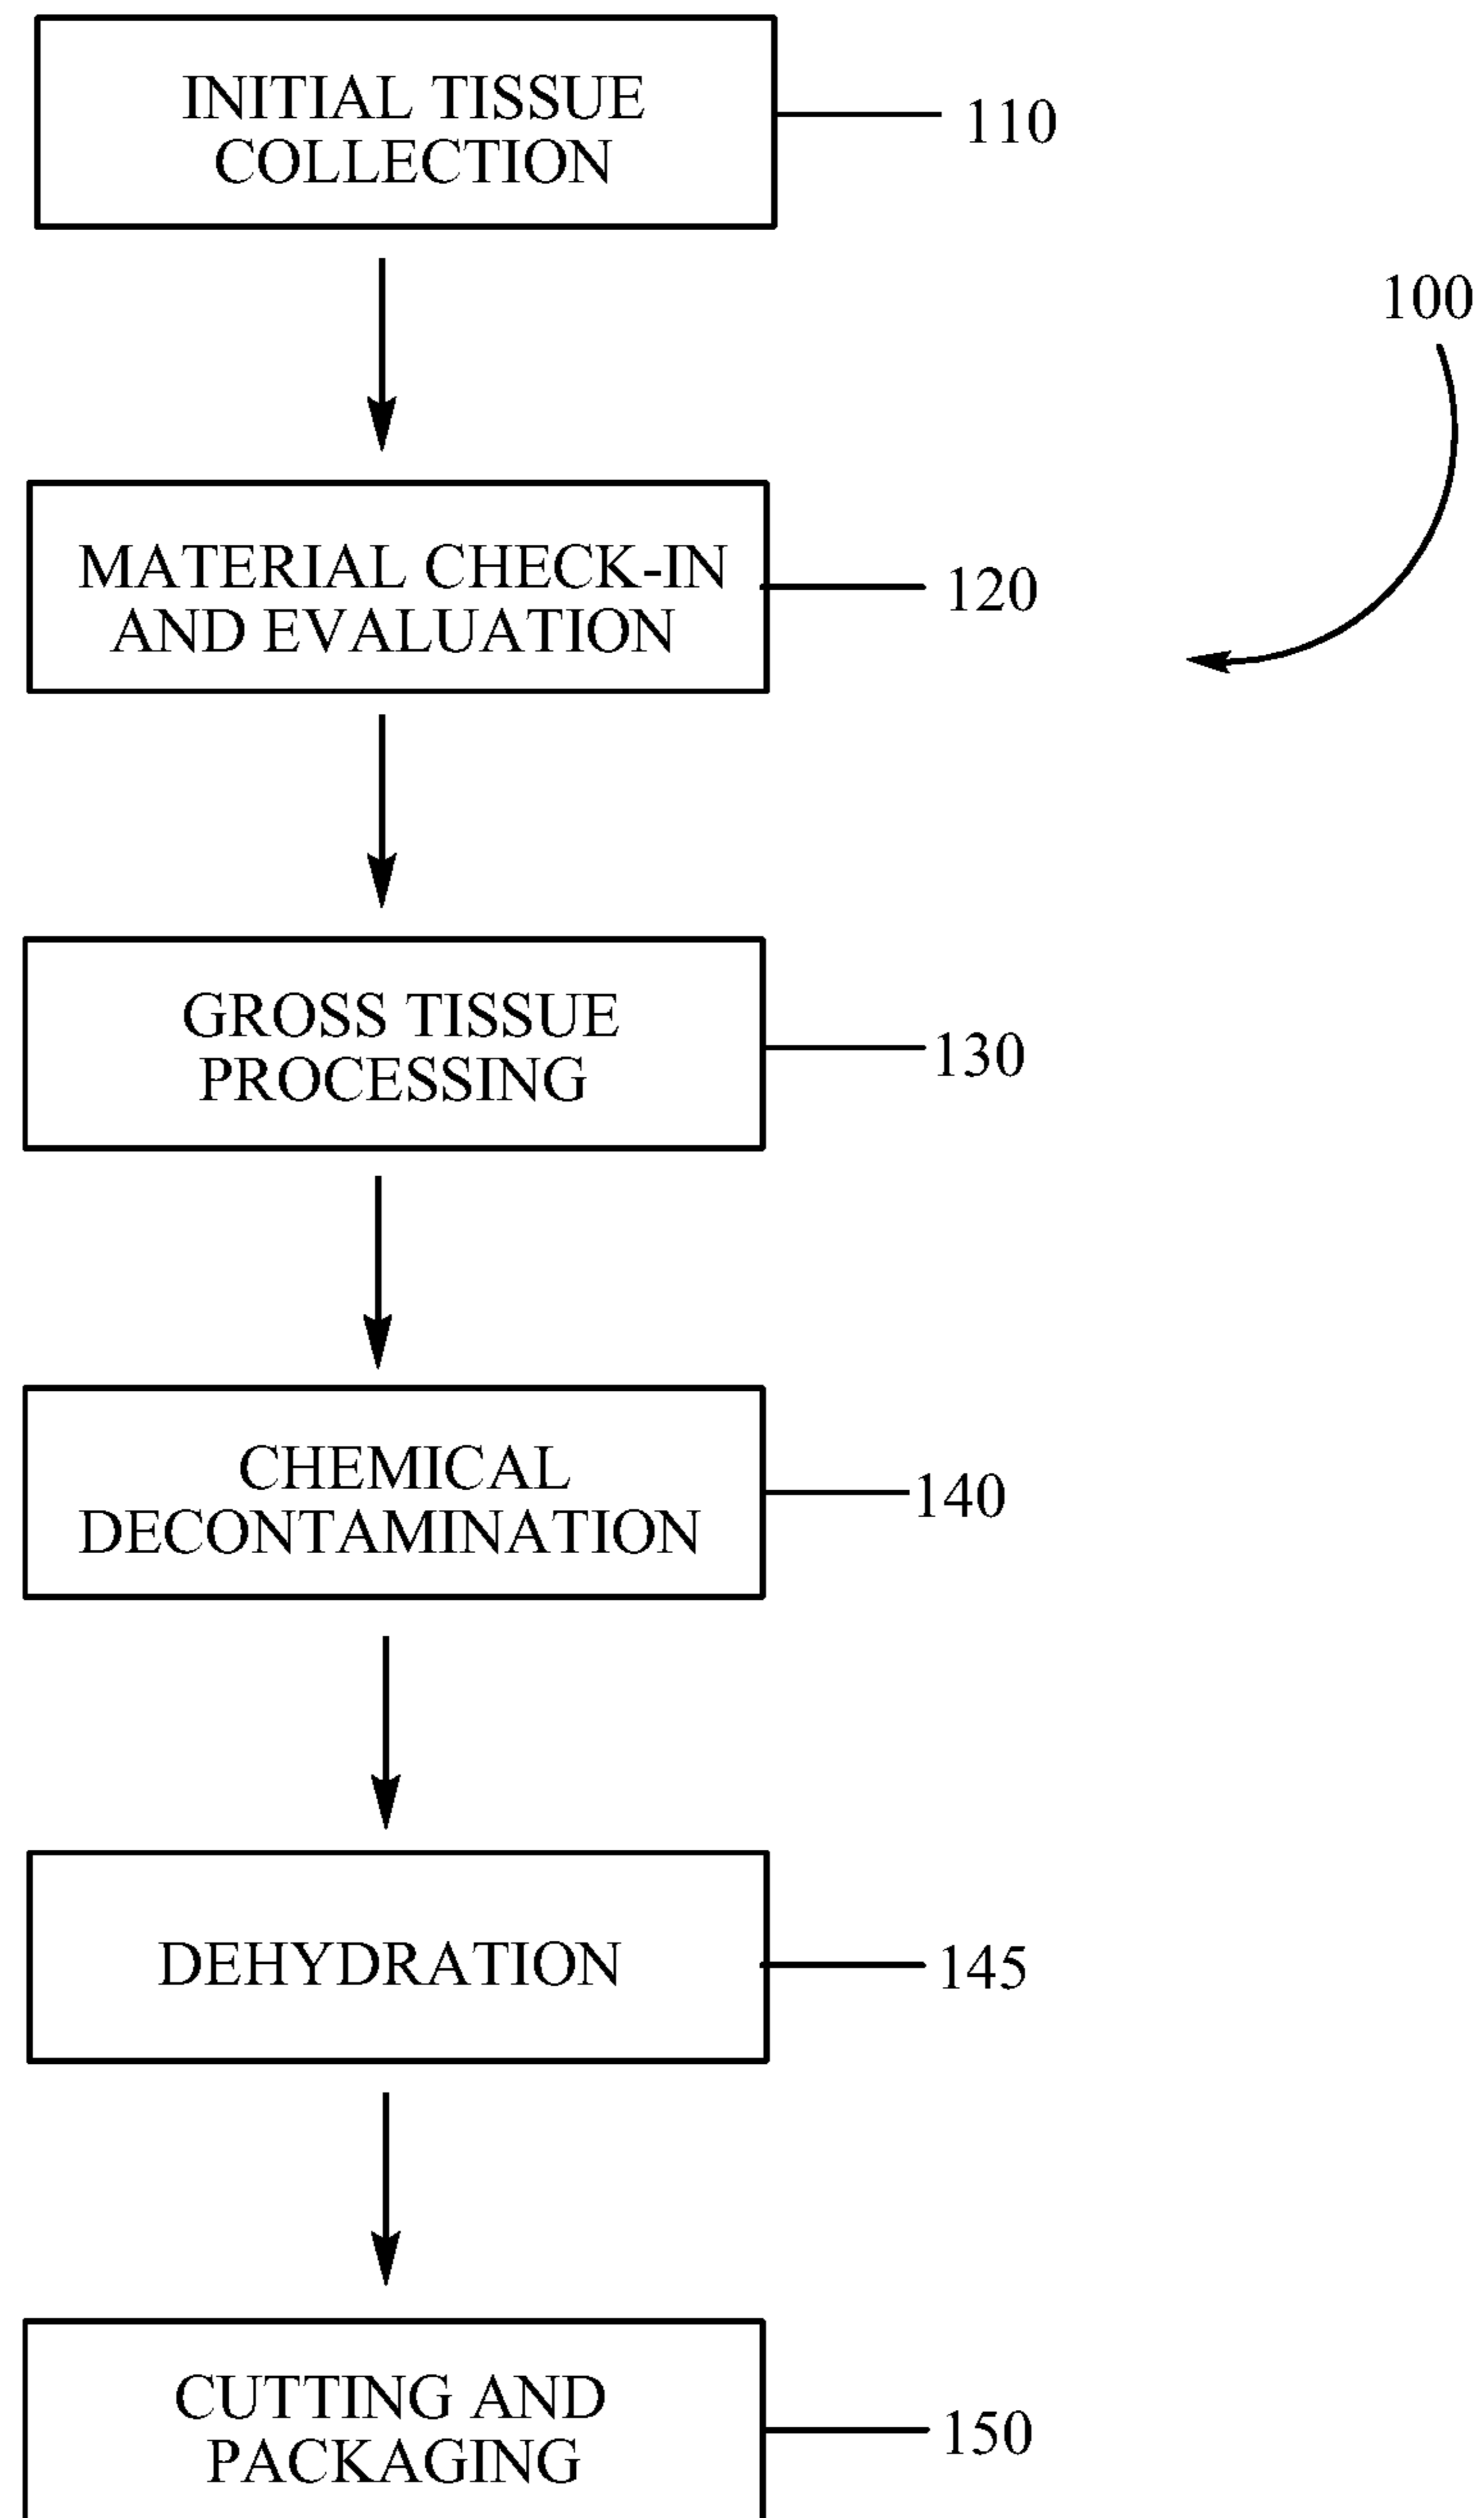 INITIAL TISSUE
COLLECTION
110
100
MATERIAL CHECK-IN
AND EVALUATION
120
GROSS TISSUE
PROCESSING
130
CHEMICAL
DECONTAMINATION
140
DEHYDRATION
145
CUTTING AND
PACKAGING
150